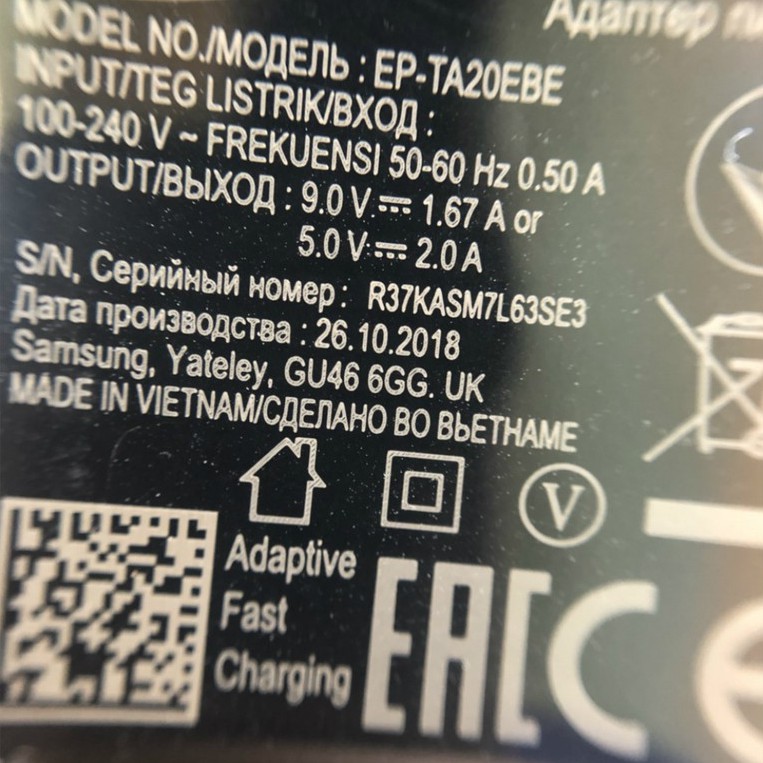 Адаптер
MODEL NO./МОДЕЛЬ : EP-TA20EBE
INPUT/TEG LISTRIK/ВХОД :
100-240 V ~ FREKUENSI 50-60 Hz 0.50 A
OUTPUT/ВЫХОД : 9.0 V ⎓ 1.67 A or
5.0 V ⎓ 2.0 A
S/N, Серийный номер : R37KASM7L63SE3
Дата производства : 26.10.2018
Samsung, Yateley, GU46 6GG. UK
MADE IN VIETNAM/СДЕЛАНО ВО ВЬЕТНАМЕ
V
Adaptive
Fast
Charging
EAC